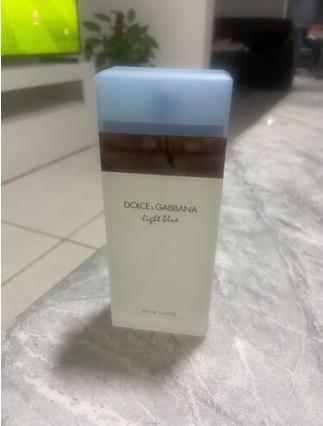 DOLCE & GABBANA
light blue
EAU DE TOILETTE